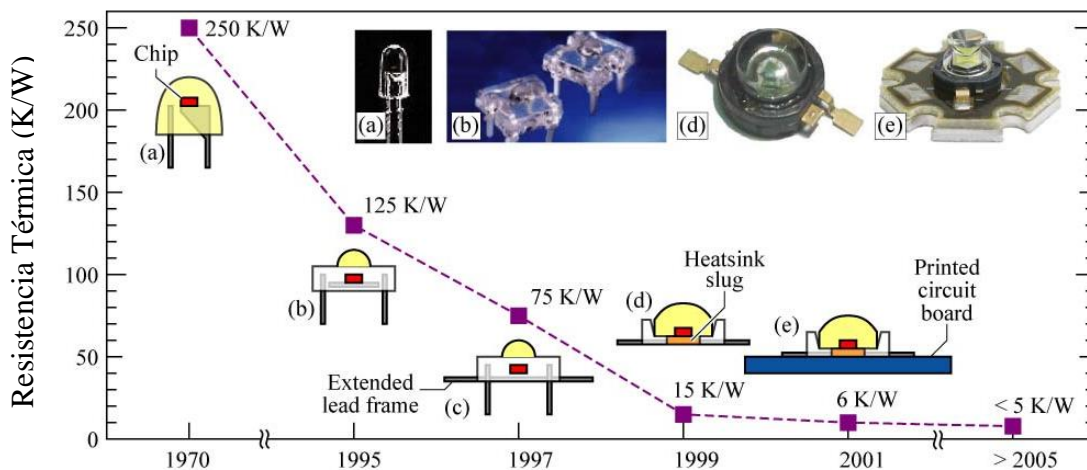 Resistencia Térmica (K/W)
250
200
150
100
50
0
250 K/W
Chip
(a)
(a)
(b)
(d)
(e)
125 K/W
(b)
75 K/W
Extended
lead frame
(c)
Heatsink
slug
(d)
15 K/W
(e)
Printed
circuit
board
6 K/W
< 5 K/W
1970
1995
1997
1999
2001
> 2005